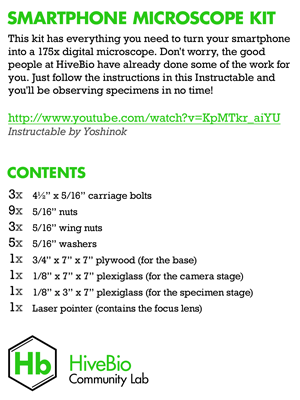 SMARTPHONE MICROSCOPE KIT
This kit has everything you need to turn your smartphone
into a 175x digital microscope. Don't worry, the good
people at HiveBio have already done some of the work for
you. Just follow the instructions in this Instructable and
you'll be observing specimens in no time!
http://www.youtube.com/watch?v=KpMTkr_aiYU
Instructable by Yoshinok
CONTENTS
3x 4½" x 5/16" carriage bolts
9x 5/16" nuts
3x 5/16" wing nuts
5x 5/16" washers
1x 3/4" x 7" x 7" plywood (for the base)
1x 1/8" x 7" x 7" plexiglass (for the camera stage)
1x 1/8" x 3" x 7" plexiglass (for the specimen stage)
1x Laser pointer (contains the focus lens)
Hb HiveBio
Community Lab